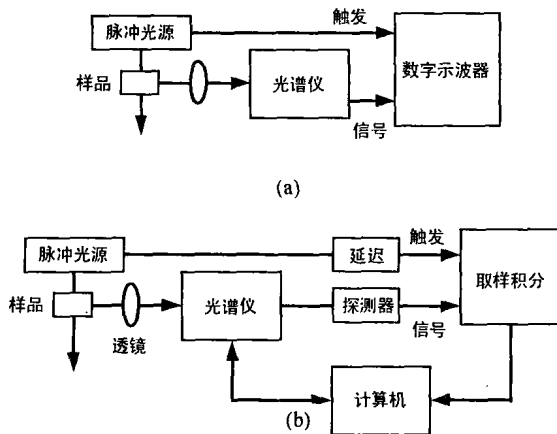 脉冲光源
触发
数字示波器
样品
光谱仪
信号
(a)
脉冲光源
延迟
触发
取样积分
样品
光谱仪
探测器
信号
透镜
计算机
(b)